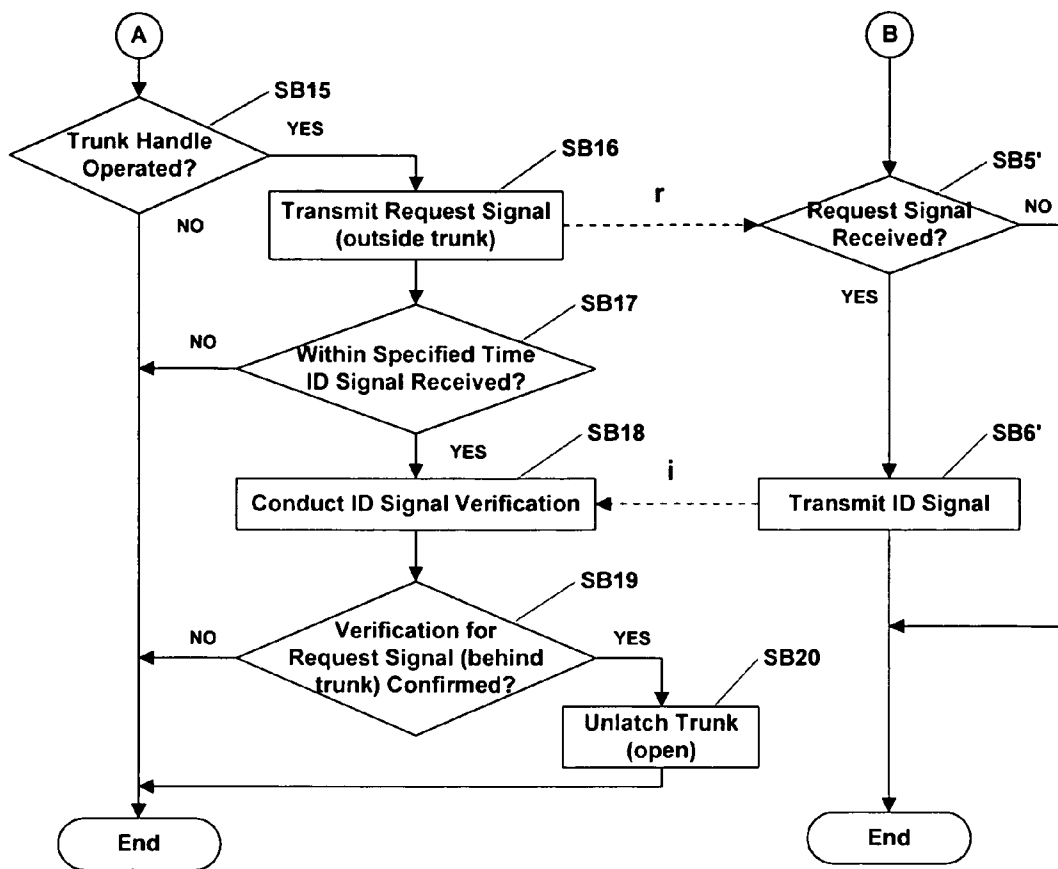 A
B
SB15
Trunk Handle
Operated?
YES
NO
SB16
Transmit Request Signal
(outside trunk)
r
SB5'
Request Signal
Received?
NO
YES
SB17
Within Specified Time
ID Signal Received?
NO
YES
SB18
Conduct ID Signal Verification
i
SB6'
Transmit ID Signal
SB19
Verification for
Request Signal (behind
trunk) Confirmed?
NO
YES
SB20
Unlatch Trunk
(open)
End
End